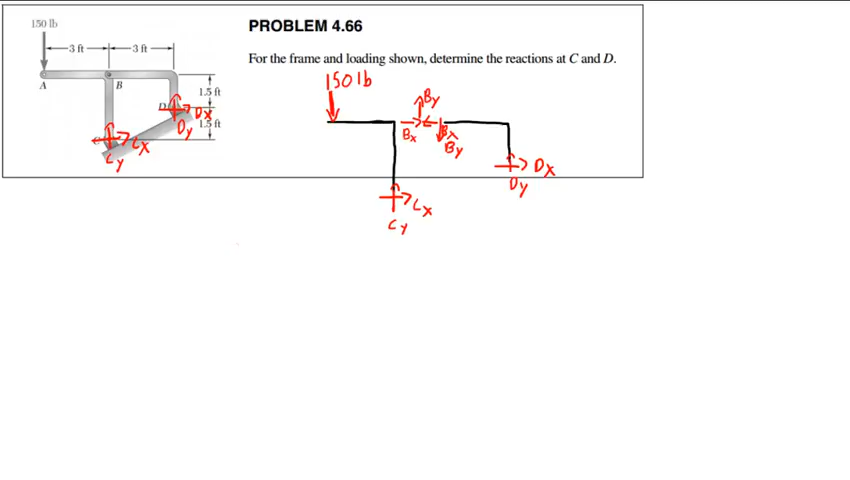 150 lb
PROBLEM 4.66
3 ft
3 ft
For the frame and loading shown, determine the reactions at C and D.
A
B
1.5 ft
150 lb
By
D
Dx
Dy
1.5 ft
Bx
Bx
By
Cx
Cy
Dx
Dy
Cx
Cy